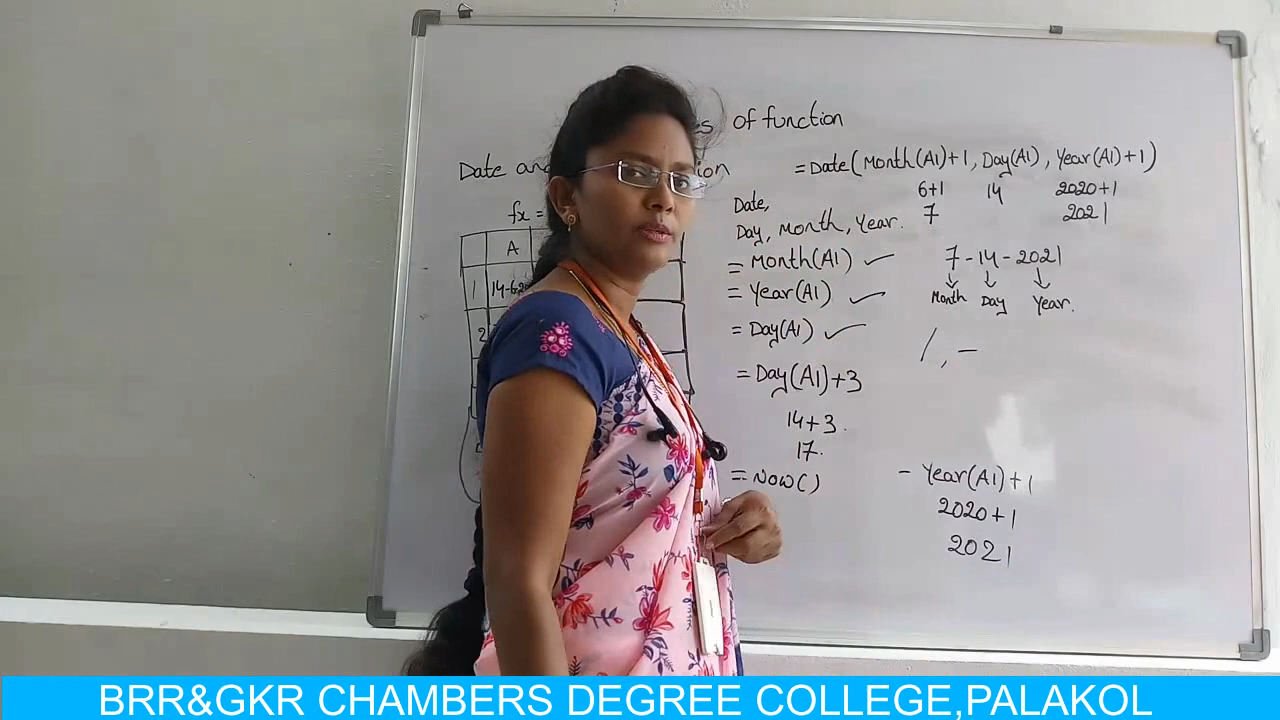 of function
Date and
=Date(Month(A1)+1, Day(A1), Year(A1)+1)
6+1 14 2020+1
7 2021
fx =
Date,
Day, Month, Year.
A
= Month(A1) ✓
7-14-2021
1
= Year(A1) ✓
Month Day Year.
2
= Day(A1) ✓
/, -
= Day(A1)+3
14+3.
17.
= NOW()
- Year(A1)+1
2020+1
2021
BRR&GKR CHAMBERS DEGREE COLLEGE,PALAKOL